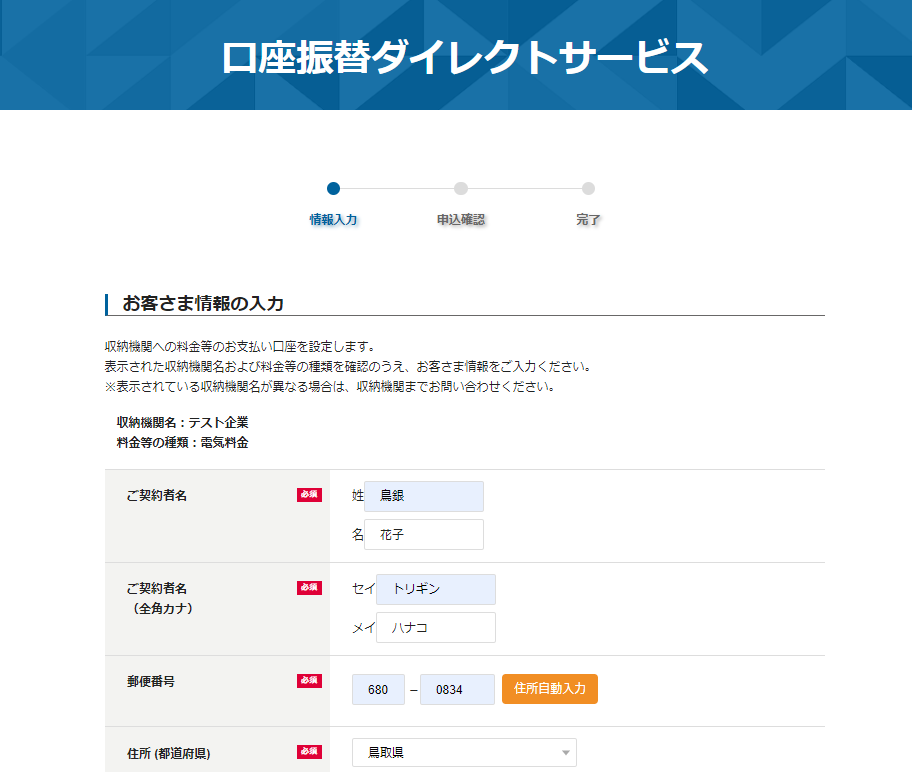 口座振替ダイレクトサービス
情報入力
申込確認
完了
お客さま情報の入力
収納機関への料金等のお支払い口座を設定します。
表示された収納機関名および料金等の種類を確認のうえ、お客さま情報をご入力ください。
※表示されている収納機関名が異なる場合は、収納機関までお問い合わせください。
収納機関名：テスト企業
料金等の種類：電気料金
ご契約者名 必須 姓 鳥銀
名 花子
ご契約者名 必須 セイ トリギン
（全角カナ）
メイ ハナコ
郵便番号 必須 680 – 0834 住所自動入力
住所 (都道府県) 必須 鳥取県